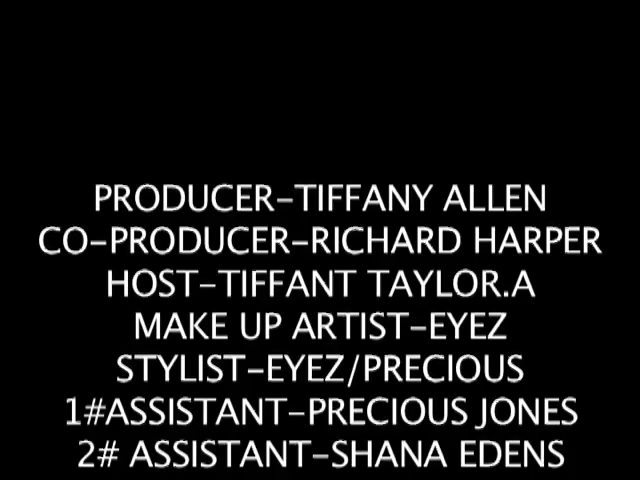 PRODUCER-TIFFANY ALLEN
CO-PRODUCER-RICHARD HARPER
HOST-TIFFANT TAYLOR.A
MAKE UP ARTIST-EYEZ
STYLIST-EYEZ/PRECIOUS
1#ASSISTANT-PRECIOUS JONES
2# ASSISTANT-SHANA EDENS